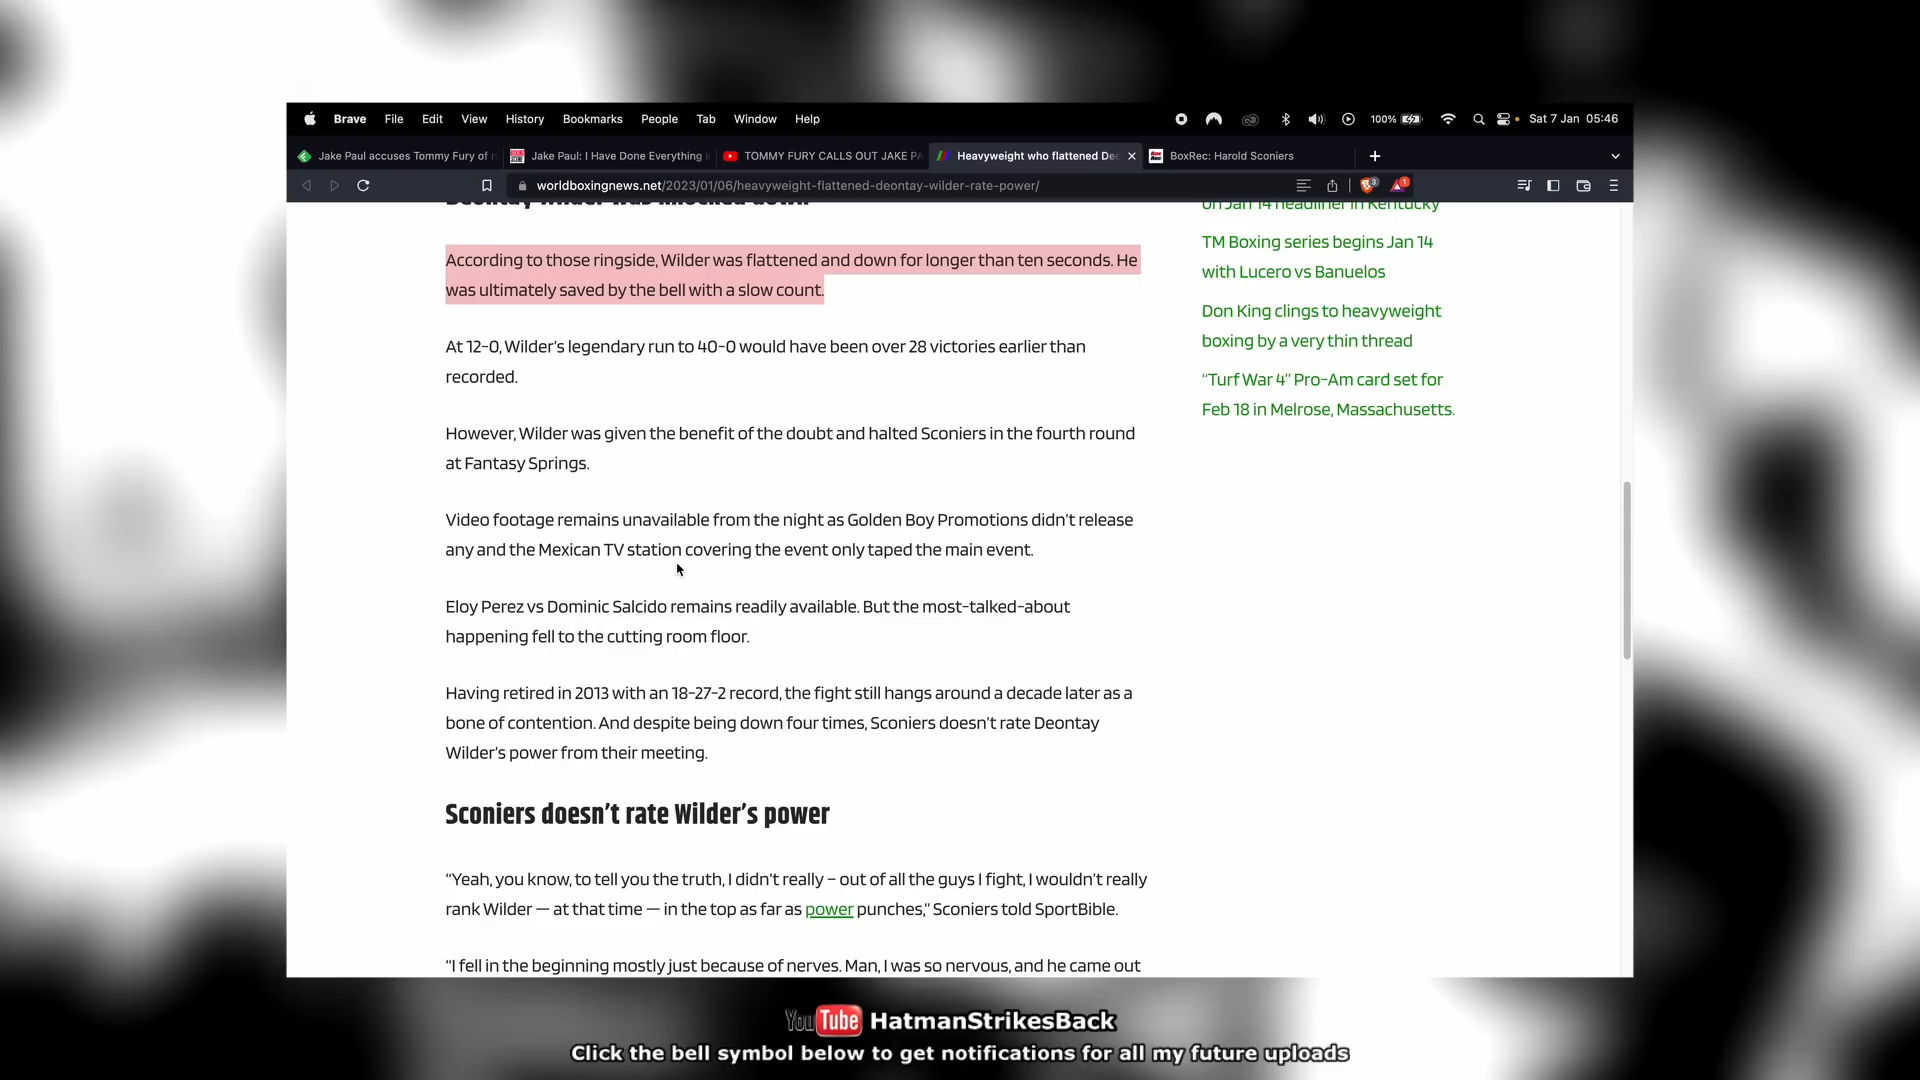 Brave File Edit View History Bookmarks People Tab Window Help
100% Sat 7 Jan 05:46
Jake Paul accuses Tommy Fury of
Jake Paul: I Have Done Everything
TOMMY FURY CALLS OUT JAKE PA
Heavyweight who flattened De
BoxRec: Harold Sconiers
worldboxingnews.net/2023/01/06/heavyweight-flattened-deontay-wilder-rate-power/
3
1
Deontay Wilder was knocked down
According to those ringside, Wilder was flattened and down for longer than ten seconds. He
was ultimately saved by the bell with a slow count.
At 12-0, Wilder’s legendary run to 40-0 would have been over 28 victories earlier than
recorded.
However, Wilder was given the benefit of the doubt and halted Sconiers in the fourth round
at Fantasy Springs.
Video footage remains unavailable from the night as Golden Boy Promotions didn’t release
any and the Mexican TV station covering the event only taped the main event.
Eloy Perez vs Dominic Salcido remains readily available. But the most-talked-about
happening fell to the cutting room floor.
Having retired in 2013 with an 18-27-2 record, the fight still hangs around a decade later as a
bone of contention. And despite being down four times, Sconiers doesn’t rate Deontay
Wilder’s power from their meeting.
Sconiers doesn’t rate Wilder’s power
“Yeah, you know, to tell you the truth, I didn’t really – out of all the guys I fight, I wouldn’t really
rank Wilder — at that time — in the top as far as power punches,” Sconiers told SportBible.
“I fell in the beginning mostly just because of nerves. Man, I was so nervous, and he came out
on Jan 14 headliner in Kentucky
TM Boxing series begins Jan 14
with Lucero vs Banuelos
Don King clings to heavyweight
boxing by a very thin thread
“Turf War 4” Pro-Am card set for
Feb 18 in Melrose, Massachusetts.
YouTube HatmanStrikesBack
Click the bell symbol below to get notifications for all my future uploads